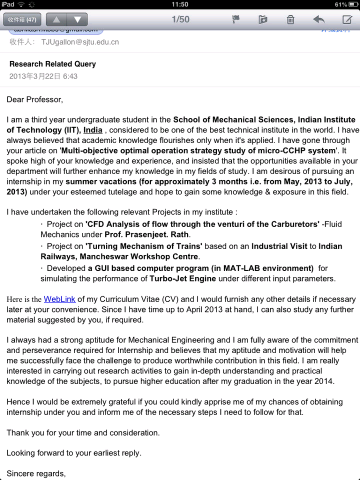 iPad
11:50
61%
收件箱 (47)
1/50
收件人： TJUgallon@sjtu.edu.cn
Research Related Query
2013年3月22日 6:43
Dear Professor,
I am a third year undergraduate student in the School of Mechanical Sciences, Indian Institute
of Technology (IIT), India , considered to be one of the best technical institute in the world. I have
always believed that academic knowledge flourishes only when it's applied. I have gone through
your article on 'Multi-objective optimal operation strategy study of micro-CCHP system'. It
spoke high of your knowledge and experience, and insisted that the opportunities available in your
department will further enhance my knowledge in my fields of study. I am desirous of pursuing an
internship in my summer vacations (for approximately 3 months i.e. from May, 2013 to July,
2013) under your esteemed tutelage and hope to gain some knowledge & exposure in this field.
I have undertaken the following relevant Projects in my institute :
· Project on 'CFD Analysis of flow through the venturi of the Carburetors' -Fluid
Mechanics under Prof. Prasenjeet. Rath.
· Project on 'Turning Mechanism of Trains' based on an Industrial Visit to Indian
Railways, Mancheswar Workshop Centre.
· Developed a GUI based computer program (in MAT-LAB environment) for
simulating the performance of Turbo-Jet Engine under different input parameters.
Here is the WebLink of my Curriculum Vitae (CV) and I would furnish any other details if necessary
later at your convenience. Since I have time up to April 2013 at hand, I can also study any further
material suggested by you, if required.
I always had a strong aptitude for Mechanical Engineering and I am fully aware of the commitment
and perseverance required for Internship and believes that my aptitude and motivation will help
me successfully face the challenge to produce worthwhile contribution in this field. I am really
interested in carrying out research activities to gain in-depth understanding and practical
knowledge of the subjects, to pursue higher education after my graduation in the year 2014.
Hence I would be extremely grateful if you could kindly apprise me of my chances of obtaining
internship under you and inform me of the necessary steps I need to follow for that.
Thank you for your time and consideration.
Looking forward to your earliest reply.
Sincere regards,